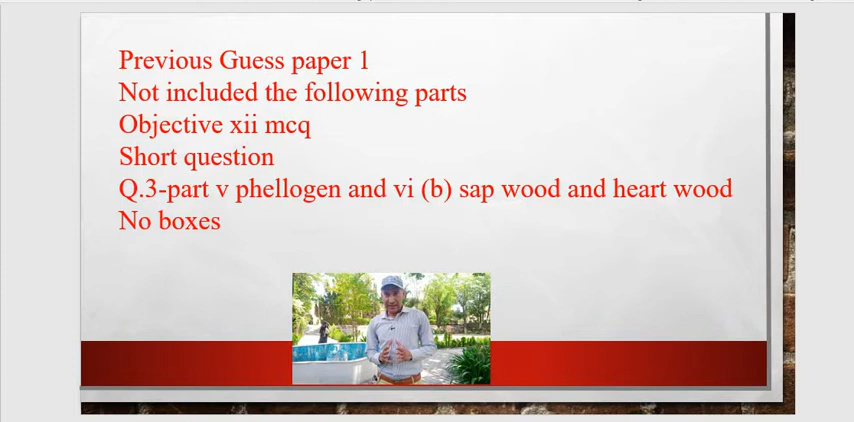 Previous Guess paper 1
Not included the following parts
Objective xii mcq
Short question
Q.3-part v phellogen and vi (b) sap wood and heart wood
No boxes